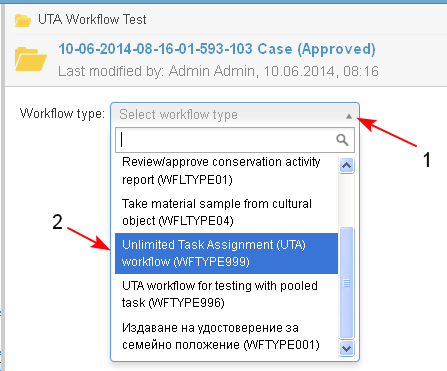 UTA Workflow Test
10-06-2014-08-16-01-593-103 Case (Approved)
Last modified by: Admin Admin, 10.06.2014, 08:16
Workflow type:
Select workflow type
1
Review/approve conservation activity
report (WFLTYPE01)
Take material sample from cultural
object (WFLTYPE04)
2
Unlimited Task Assignment (UTA)
workflow (WFTYPE999)
UTA workflow for testing with pooled
task (WFTYPE996)
Издаване на удостоверение за
семейно положение (WFTYPE001)